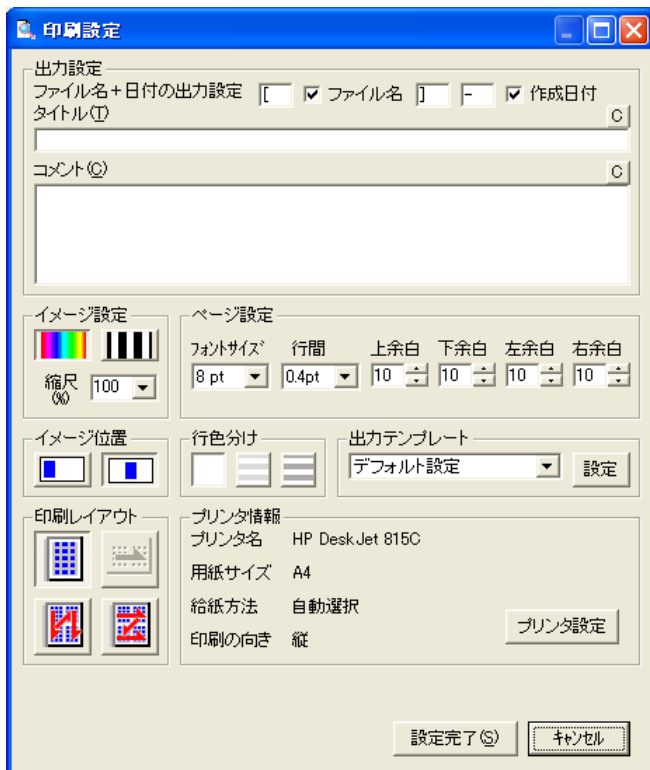 印刷設定
出力設定
ファイル名+日付の出力設定 [ ファイル名 ] - 作成日付
タイトル(T) C
コメント(C) C
イメージ設定
縮尺(%) 100
ページ設定
フォントサイズ 行間 上余白 下余白 左余白 右余白
8 pt 0.4pt 10 10 10 10
イメージ位置
行色分け
出力テンプレート
デフォルト設定 設定
印刷レイアウト
プリンタ情報
プリンタ名 HP DeskJet 815C
用紙サイズ A4
給紙方法 自動選択
印刷の向き 縦
プリンタ設定
設定完了(S) キャンセル